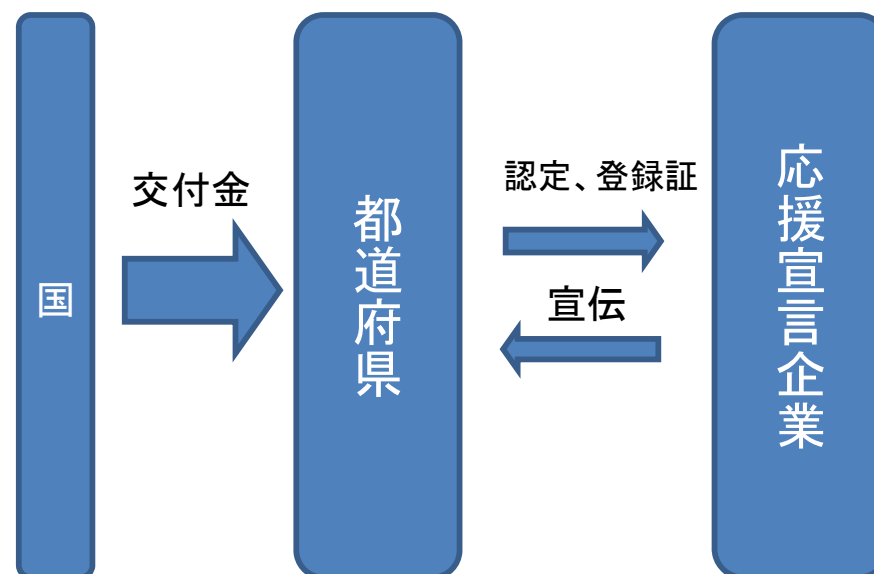 国
交付金
都道府県
認定、登録証
宣伝
応援宣言企業